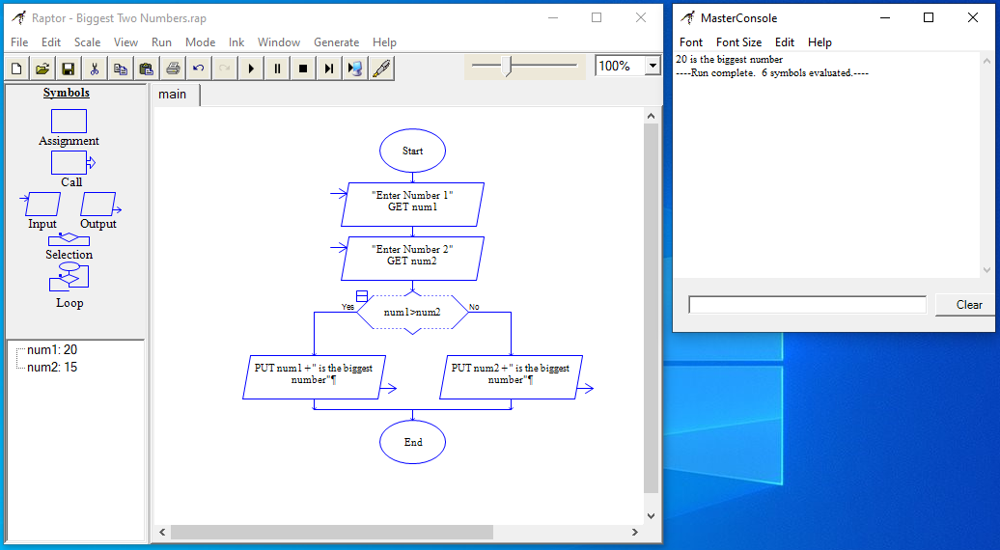 Raptor - Biggest Two Numbers.rap
File Edit Scale View Run Mode Ink Window Generate Help
100%
Symbols
Assignment
Call
Input Output
Selection
Loop
num1: 20
num2: 15
main
Start
"Enter Number 1"
GET num1
"Enter Number 2"
GET num2
Yes
num1>num2
No
PUT num1 +" is the biggest
number"¶
PUT num2 +" is the biggest
number"¶
End
MasterConsole
Font Font Size Edit Help
20 is the biggest number
----Run complete. 6 symbols evaluated.----
Clear